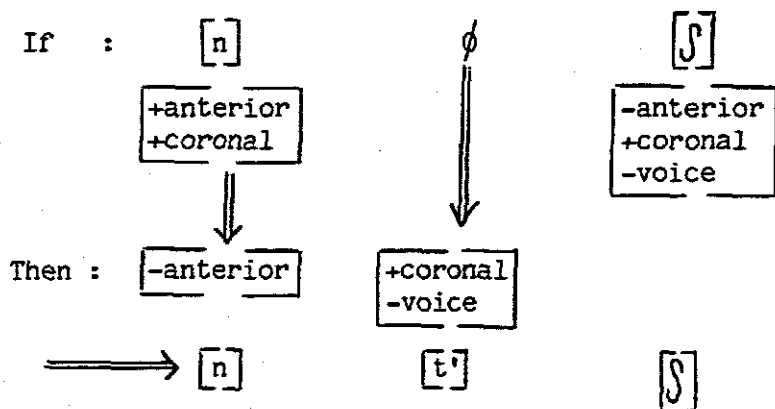 If : [n] ∅ [ʃ]
+anterior -anterior
+coronal +coronal
-voice
Then : -anterior +coronal
-voice
[n] [t'] [ʃ]